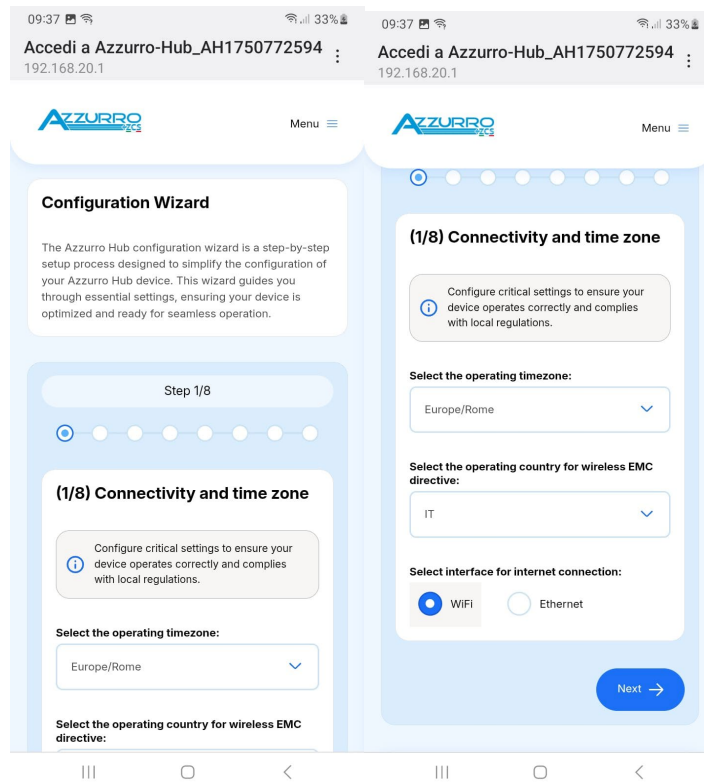 09:37
33%
Accedi a Azzurro-Hub_AH1750772594
192.168.20.1
AZZURRO
ZCS
Menu
Configuration Wizard
The Azzurro Hub configuration wizard is a step-by-step
setup process designed to simplify the configuration of
your Azzurro Hub device. This wizard guides you
through essential settings, ensuring your device is
optimized and ready for seamless operation.
Step 1/8
(1/8) Connectivity and time zone
Configure critical settings to ensure your
device operates correctly and complies
with local regulations.
Select the operating timezone:
Europe/Rome
Select the operating country for wireless EMC
directive:
09:37
33%
Accedi a Azzurro-Hub_AH1750772594
192.168.20.1
AZZURRO
ZCS
Menu
(1/8) Connectivity and time zone
Configure critical settings to ensure your
device operates correctly and complies
with local regulations.
Select the operating timezone:
Europe/Rome
Select the operating country for wireless EMC
directive:
IT
Select interface for internet connection:
WiFi
Ethernet
Next